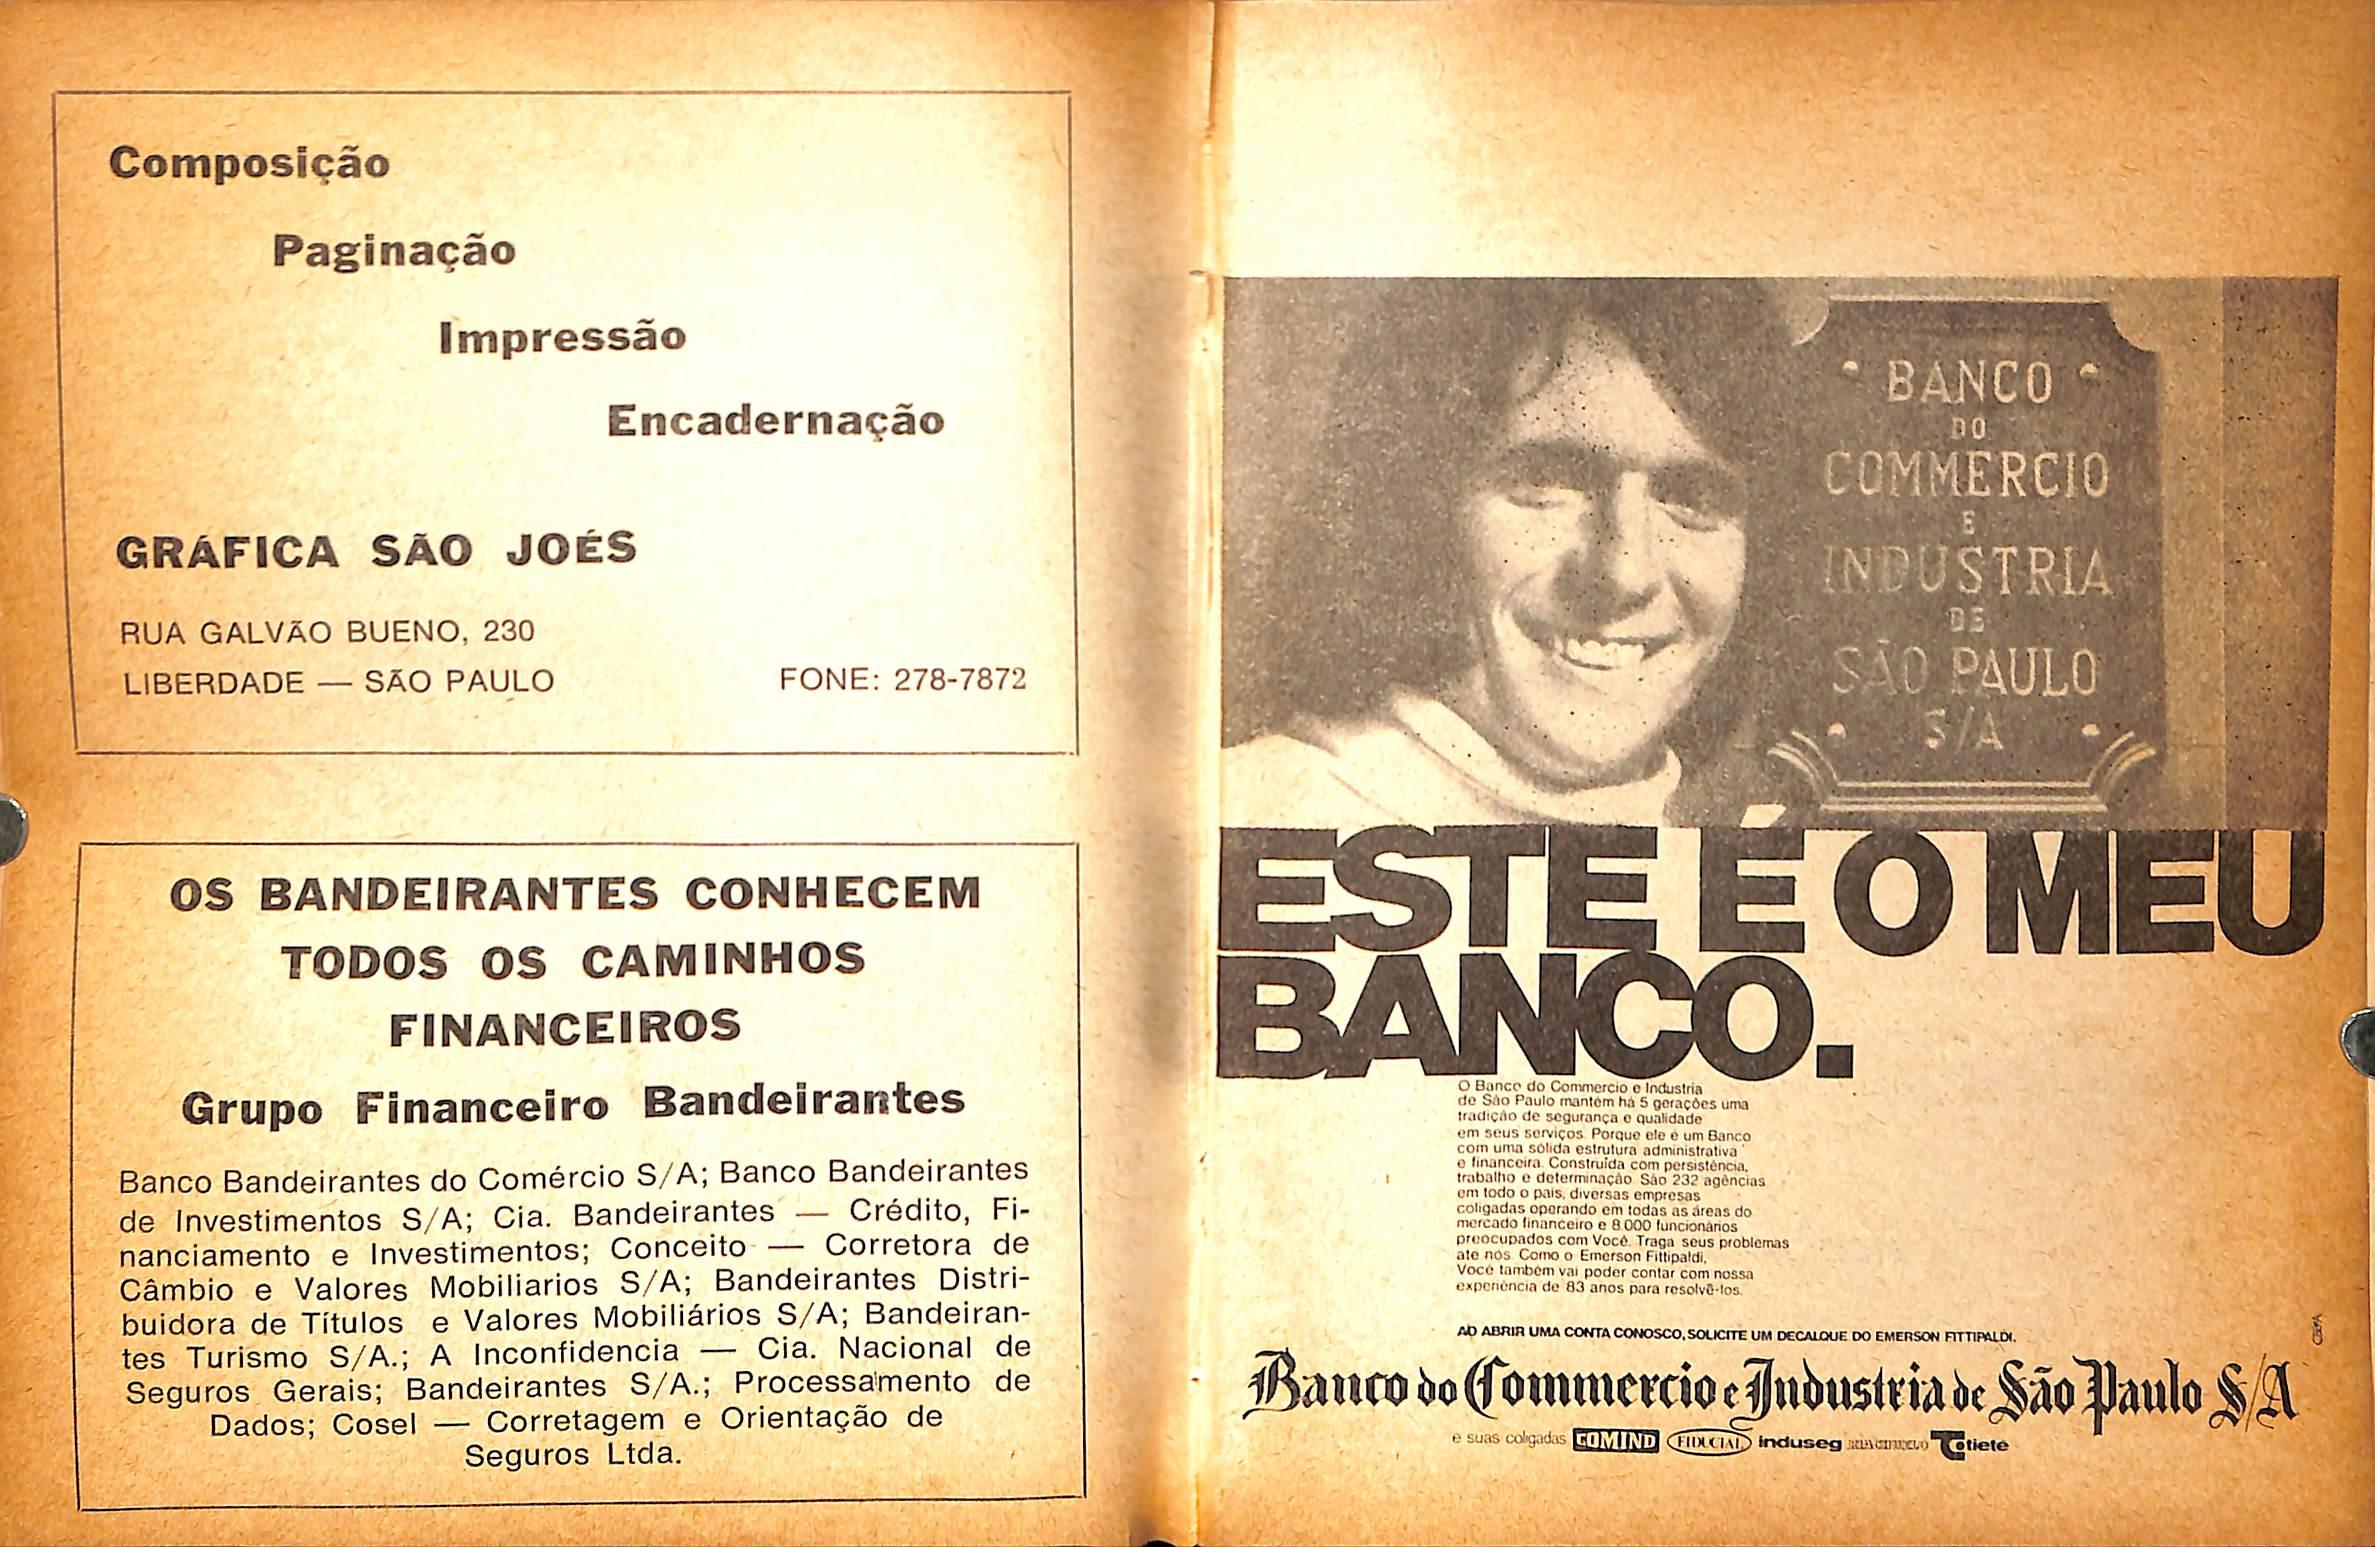 Composição
Paginação
Impressão
Encadernação
GRÁFICA SÃO JOÉS
RUA GALVÃO BUENO, 230
LIBERDADE — SÃO PAULO FONE: 278-7872
OS BANDEIRANTES CONHECEM
TODOS OS CAMINHOS
FINANCEIROS
Grupo Financeiro Bandeirantes
Banco Bandeirantes do Comércio S/A; Banco Bandeirantes
de Investimentos S/A; Cia. Bandeirantes — Crédito, Fi-
nanciamento e Investimentos; Conceito — Corretora de
Câmbio e Valores Mobiliarios S/A; Bandeirantes Distri-
buidora de Títulos e Valores Mobiliários S/A; Bandeiran-
tes Turismo S/A.; A Inconfidencia — Cia. Nacional de
Seguros Gerais; Bandeirantes S/A.; Processamento de
Dados; Cosel — Corretagem e Orientação de
Seguros Ltda.
BANCO
DO
COMMERCIO
E
INDUSTRIA
DE
SÃO PAULO
S/A
ESTE É O MEU
BANCO.
O Banco do Commercio e Industria
de São Paulo mantém há 5 gerações uma
tradição de segurança e qualidade
em seus serviços. Porque ele é um Banco
com uma sólida estrutura administrativa
e financeira. Construída com persistência,
trabalho e determinação. São 232 agências
em todo o país, diversas empresas
coligadas operando em todas as áreas do
mercado financeiro e 8.000 funcionários
preocupados com Você. Traga seus problemas
até nós. Como o Emerson Fittipaldi,
Você também vai poder contar com nossa
experiência de 83 anos para resolvê-los.
AO ABRIR UMA CONTA CONOSCO, SOLICITE UM DECALQUE DO EMERSON FITTIPALDI.
Banco do Commercio e Industria de São Paulo S/A
e suas coligadas COMIND FIDUCIAL induseg tiete